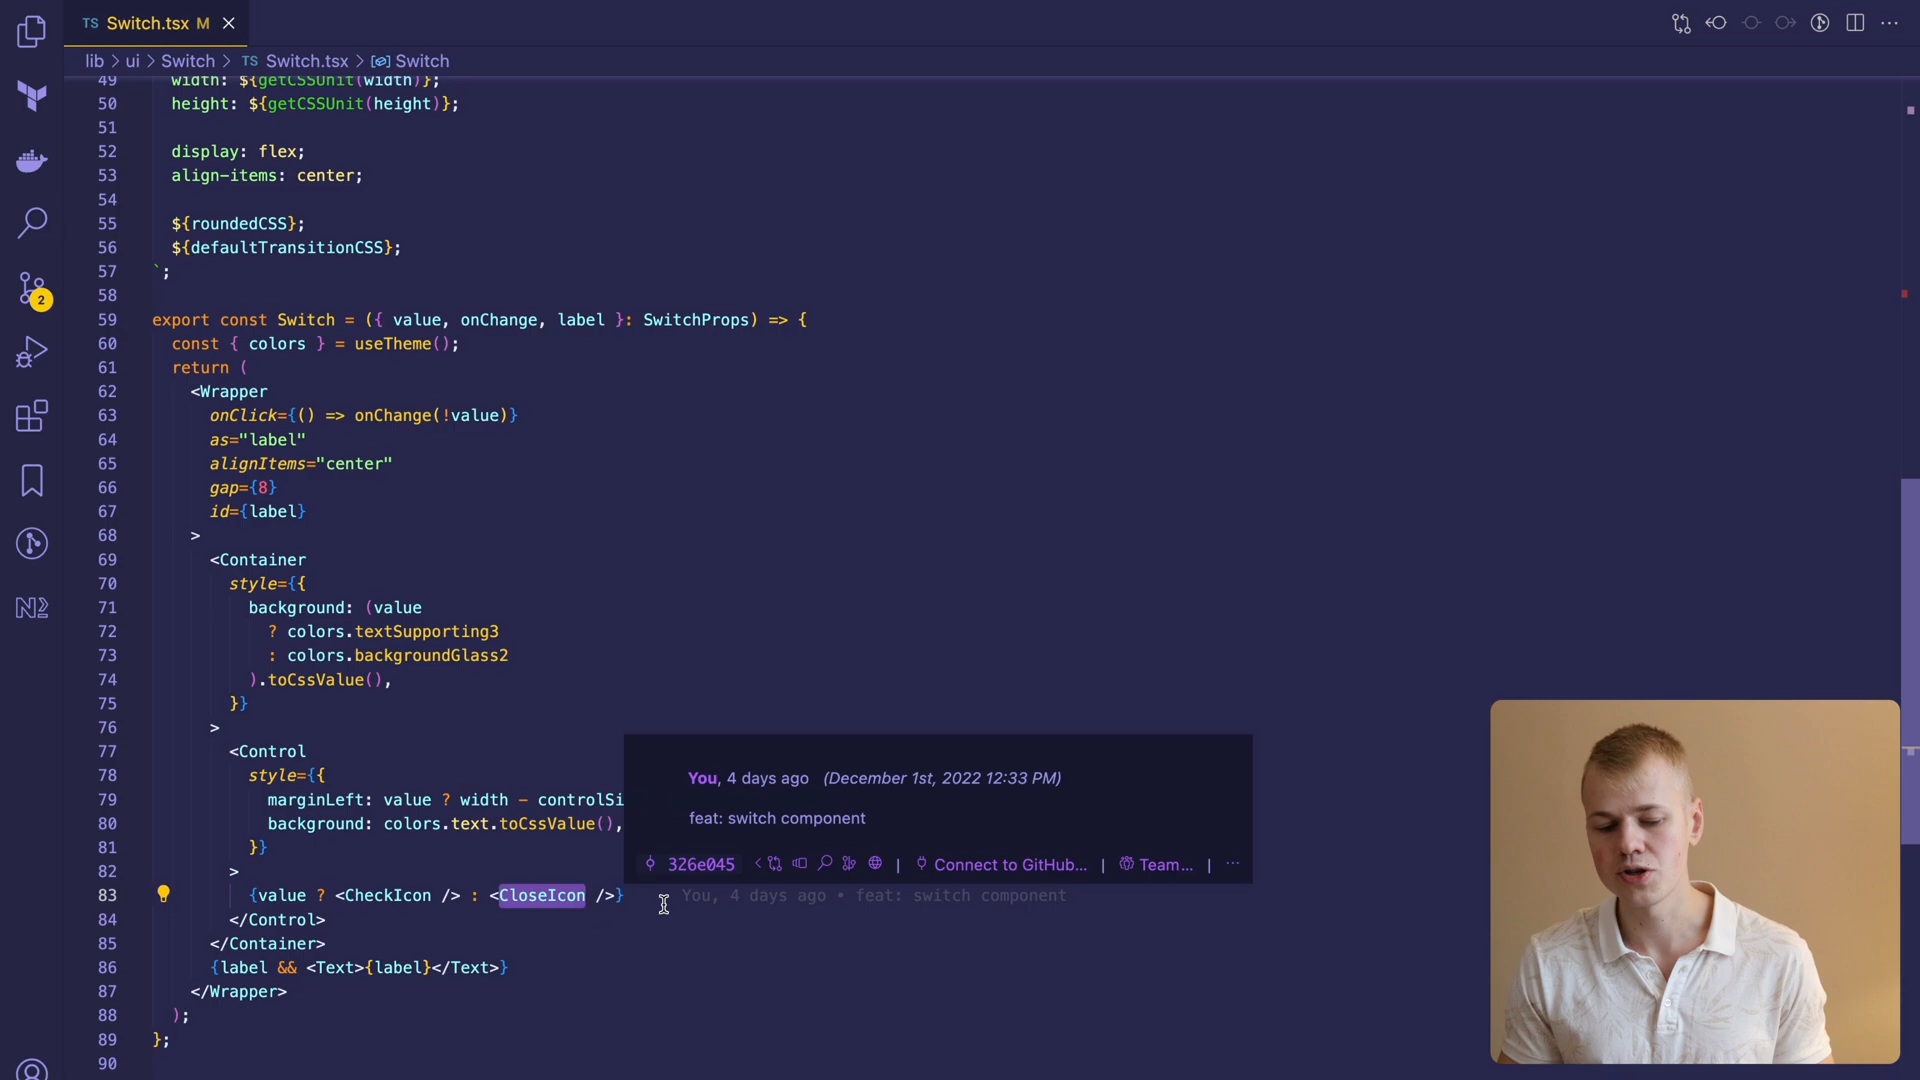 TS Switch.tsx M
lib > ui > Switch > TS Switch.tsx > Switch
49 width: ${getCSSUnit(width)};
50 height: ${getCSSUnit(height)};
51
52 display: flex;
53 align-items: center;
54
55 ${roundedCSS};
56 ${defaultTransitionCSS};
57 `;
58
59 export const Switch = ({ value, onChange, label }: SwitchProps) => {
60 const { colors } = useTheme();
61 return (
62 <Wrapper
63 onClick={() => onChange(!value)}
64 as="label"
65 alignItems="center"
66 gap={8}
67 id={label}
68 >
69 <Container
70 style={{
71 background: (value
72 ? colors.textSupporting3
73 : colors.backgroundGlass2
74 ).toCssValue(),
75 }}
76 >
77 <Control
78 style={{
79 marginLeft: value ? width - controlSi
80 background: colors.text.toCssValue(),
81 }}
82 >
83 {value ? <CheckIcon /> : <CloseIcon />} You, 4 days ago • feat: switch component
84 </Control>
85 </Container>
86 {label && <Text>{label}</Text>}
87 </Wrapper>
88 );
89 };
90
You, 4 days ago (December 1st, 2022 12:33 PM)
feat: switch component
326e045 | Connect to GitHub... | Team... | ...
2
N2